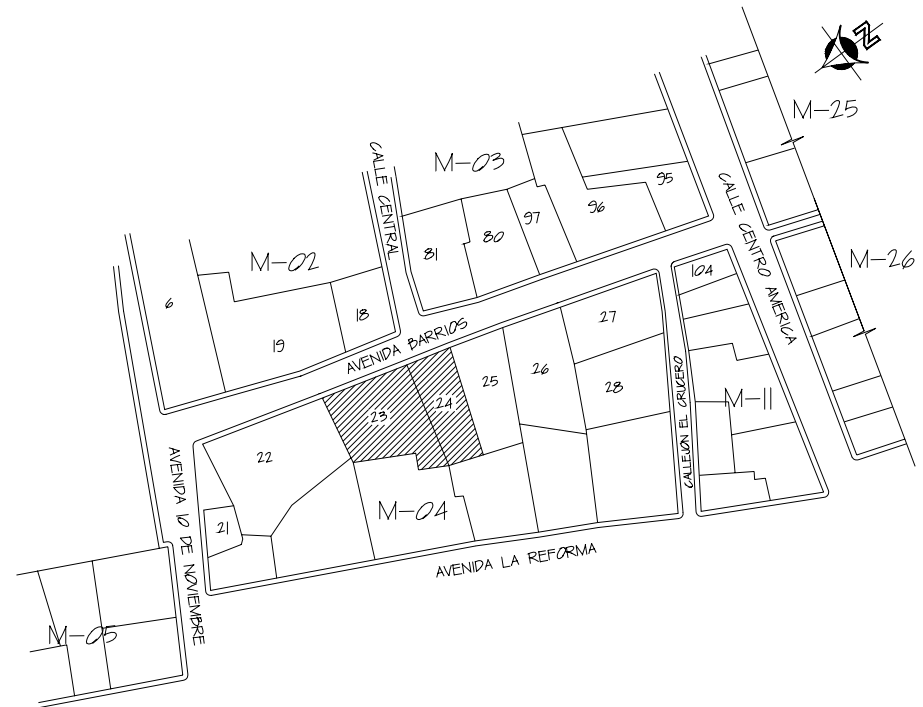 N
M-25
M-03
CALLE CENTRAL
CALLE CENTRO AMERICA
95
96
97
80
81
M-02
M-26
6
18
19
104
AVENIDA BARRIOS
27
26
25
28
24
23
CALLEJON EL CRUCERO
M-11
22
M-04
21
AVENIDA 10 DE NOVIEMBRE
AVENIDA LA REFORMA
M-05